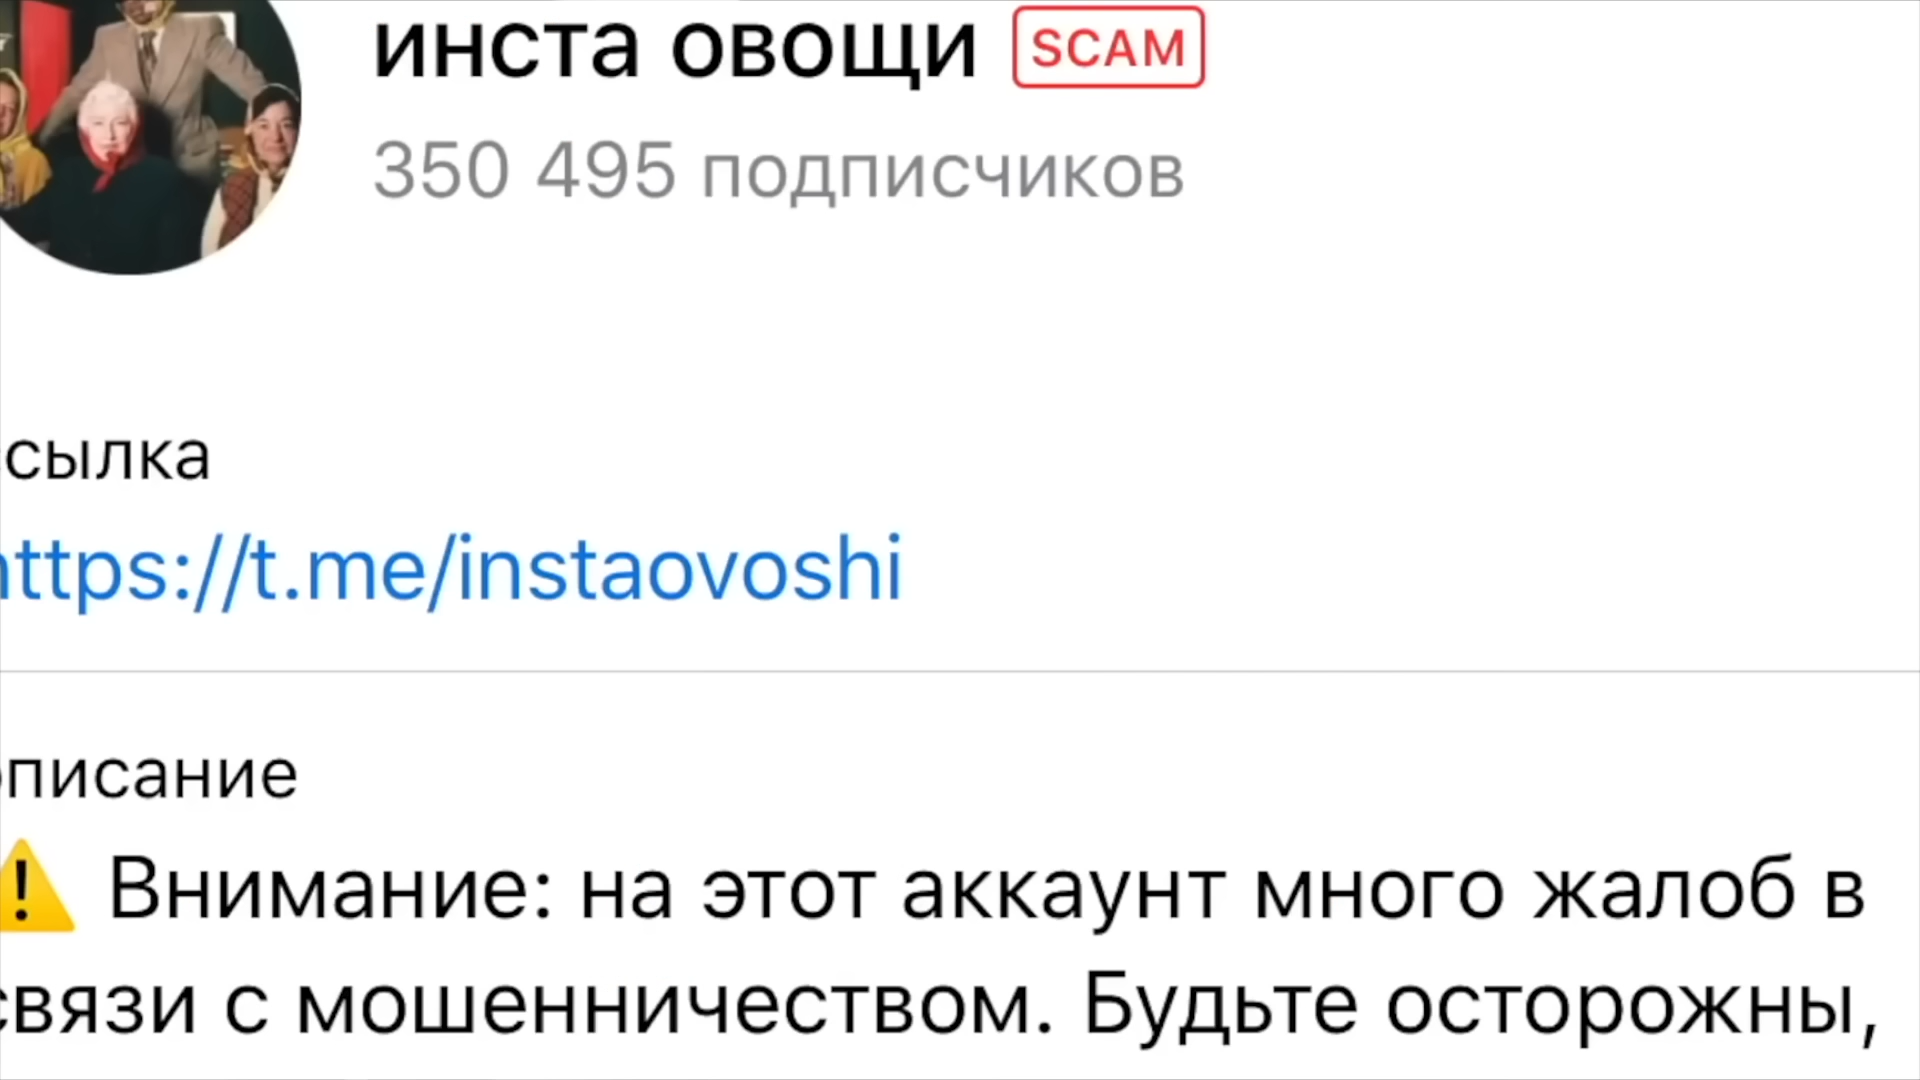 инста овощи SCAM
350 495 подписчиков
сылка
ttps://t.me/instaovoshi
писание
Внимание: на этот аккаунт много жалоб в
связи с мошенничеством. Будьте осторожны,